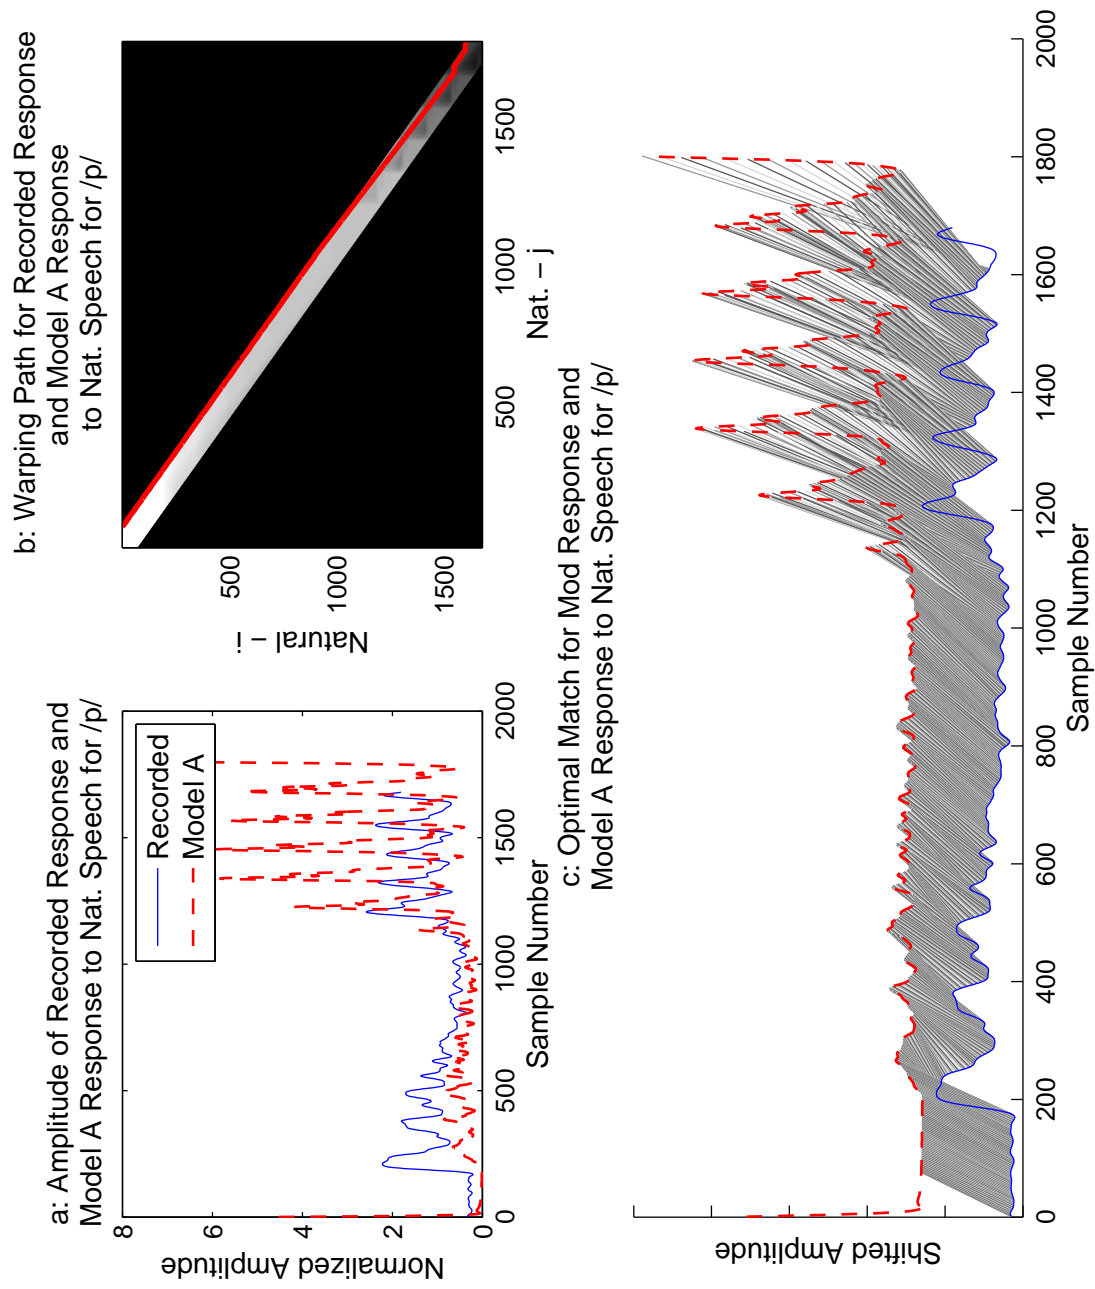 a: Amplitude of Recorded Response and
Model A Response to Nat. Speech for /p/
Normalized Amplitude
8
6
4
2
0
0
500
1000
1500
2000
Sample Number
Recorded
Model A
b: Warping Path for Recorded Response
and Model A Response
to Nat. Speech for /p/
Natural – i
500
1000
1500
500
1000
1500
Nat. – j
c: Optimal Match for Mod Response and
Model A Response to Nat. Speech for /p/
Shifted Amplitude
0
200
400
600
800
1000
1200
1400
1600
1800
2000
Sample Number